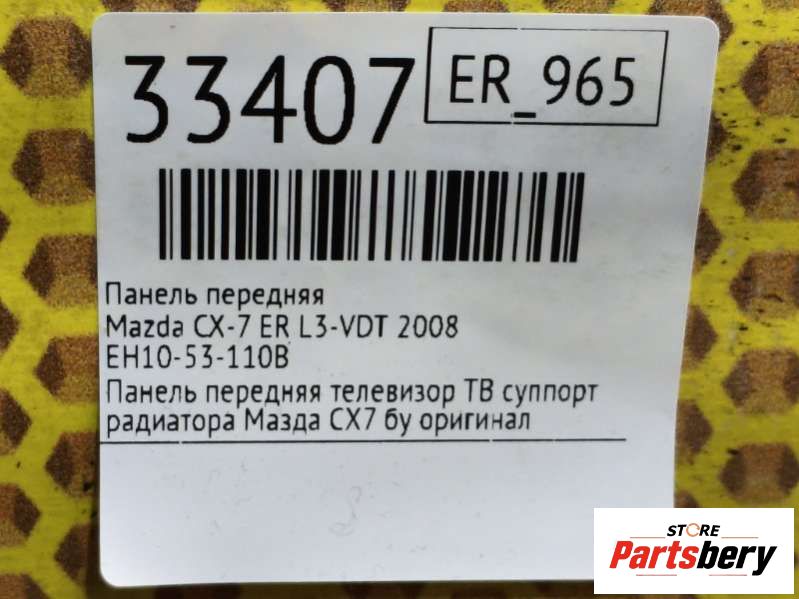 33407
ER_965
Панель передняя
Mazda CX-7 ER L3-VDT 2008
EH10-53-110B
Панель передняя телевизор ТВ суппорт
радиатора Мазда CX7 бу оригинал
STORE
Partsbery